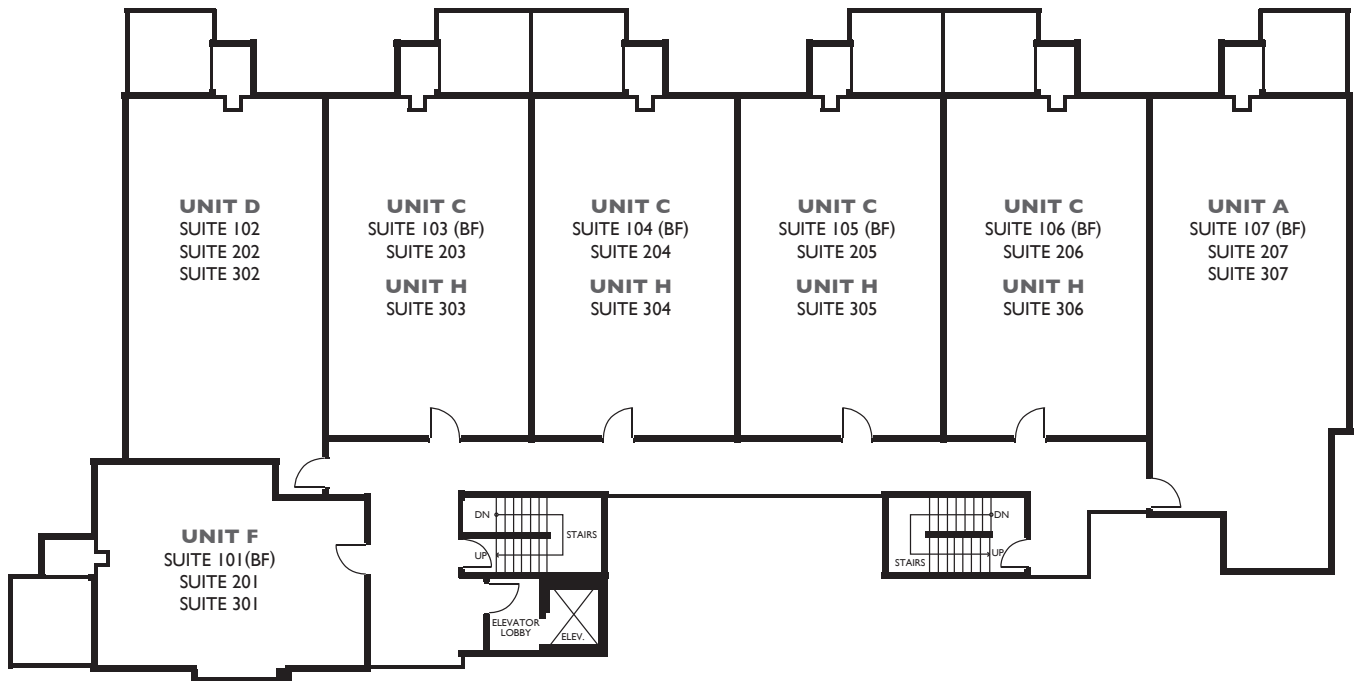 UNIT D
SUITE 102
SUITE 202
SUITE 302
UNIT C
SUITE 103 (BF)
SUITE 203
UNIT H
SUITE 303
UNIT C
SUITE 104 (BF)
SUITE 204
UNIT H
SUITE 304
UNIT C
SUITE 105 (BF)
SUITE 205
UNIT H
SUITE 305
UNIT C
SUITE 106 (BF)
SUITE 206
UNIT H
SUITE 306
UNIT A
SUITE 107 (BF)
SUITE 207
SUITE 307
UNIT F
SUITE 101(BF)
SUITE 201
SUITE 301
DN
STAIRS
UP
ELEVATOR
LOBBY
ELEV.
DN
UP
STAIRS